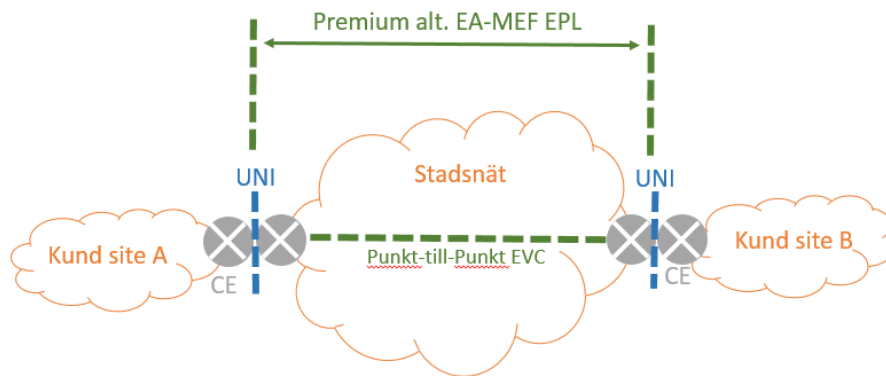 Premium alt. EA-MEF EPL
UNI
Stadsnät
UNI
Kund site A
Kund site B
Punkt-till-Punkt EVC
CE
CE